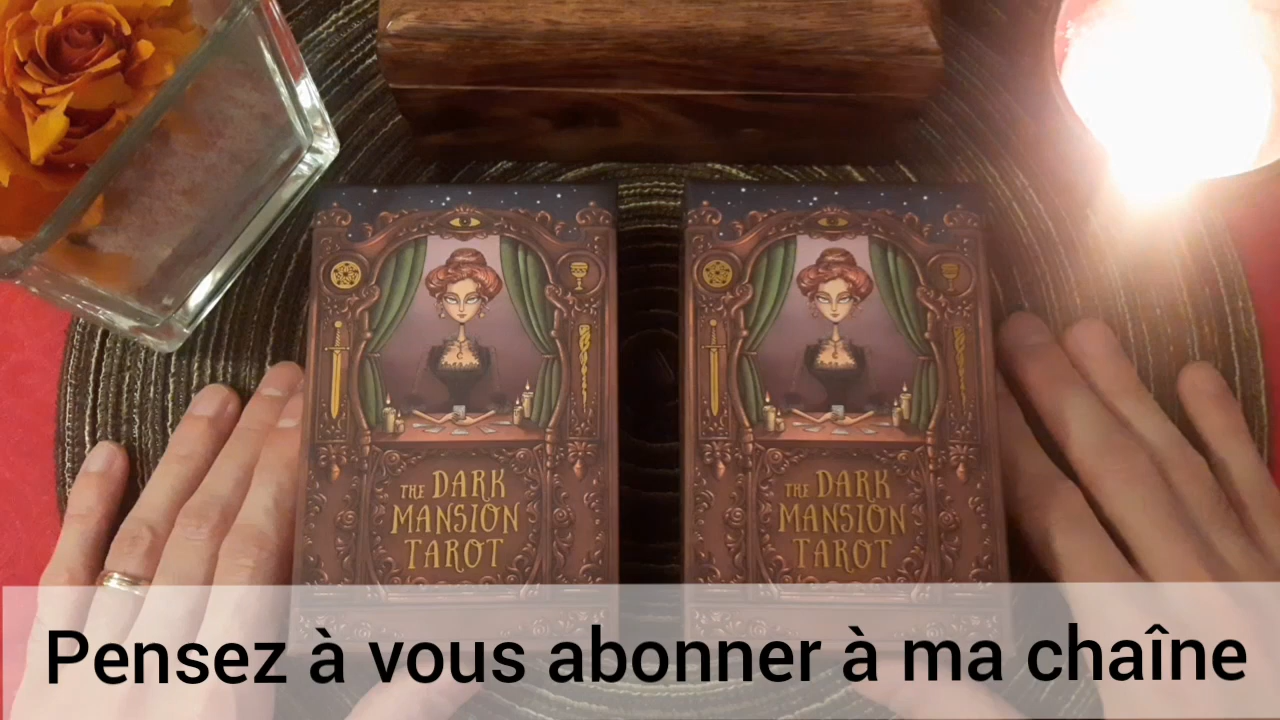 THE DARK
MANSION
TAROT
THE DARK
MANSION
TAROT
Pensez à vous abonner à ma chaîne